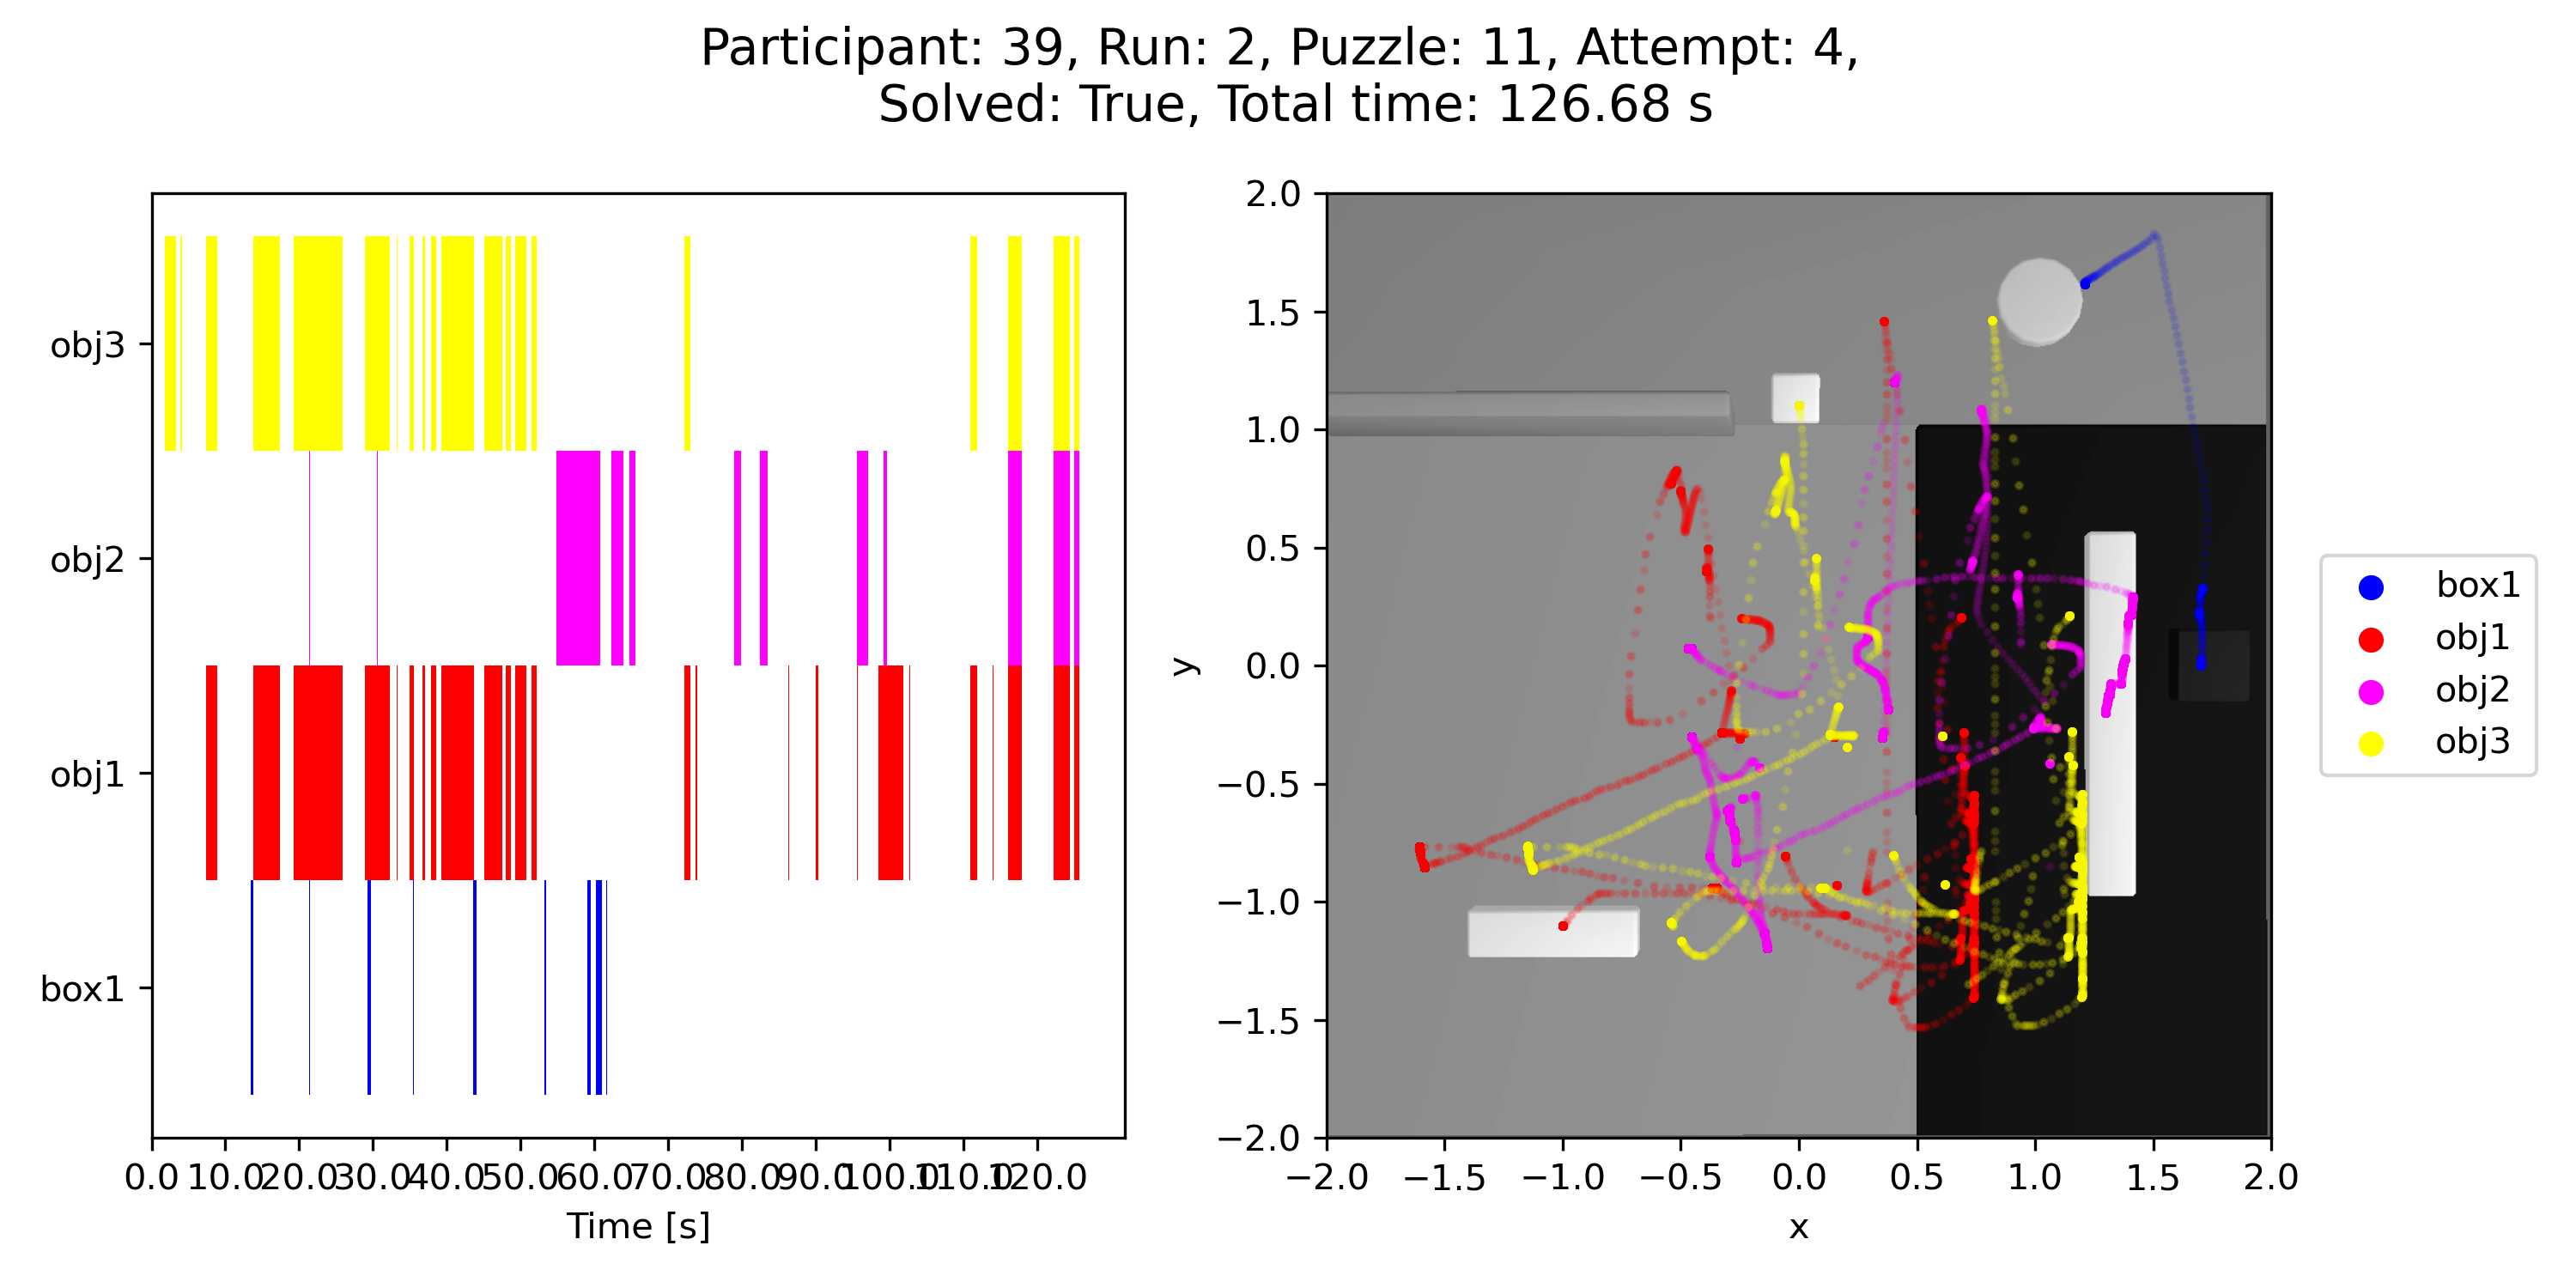 Participant: 39, Run: 2, Puzzle: 11, Attempt: 4,
Solved: True, Total time: 126.68 s
obj3
obj2
obj1
box1
0.0 10.0 20.0 30.0 40.0 50.0 60.0 70.0 80.0 90.0 100.0 110.0 120.0
Time [s]
2.0
1.5
1.0
0.5
0.0
−0.5
−1.0
−1.5
−2.0
y
−2.0 −1.5 −1.0 −0.5 0.0 0.5 1.0 1.5 2.0
x
box1
obj1
obj2
obj3